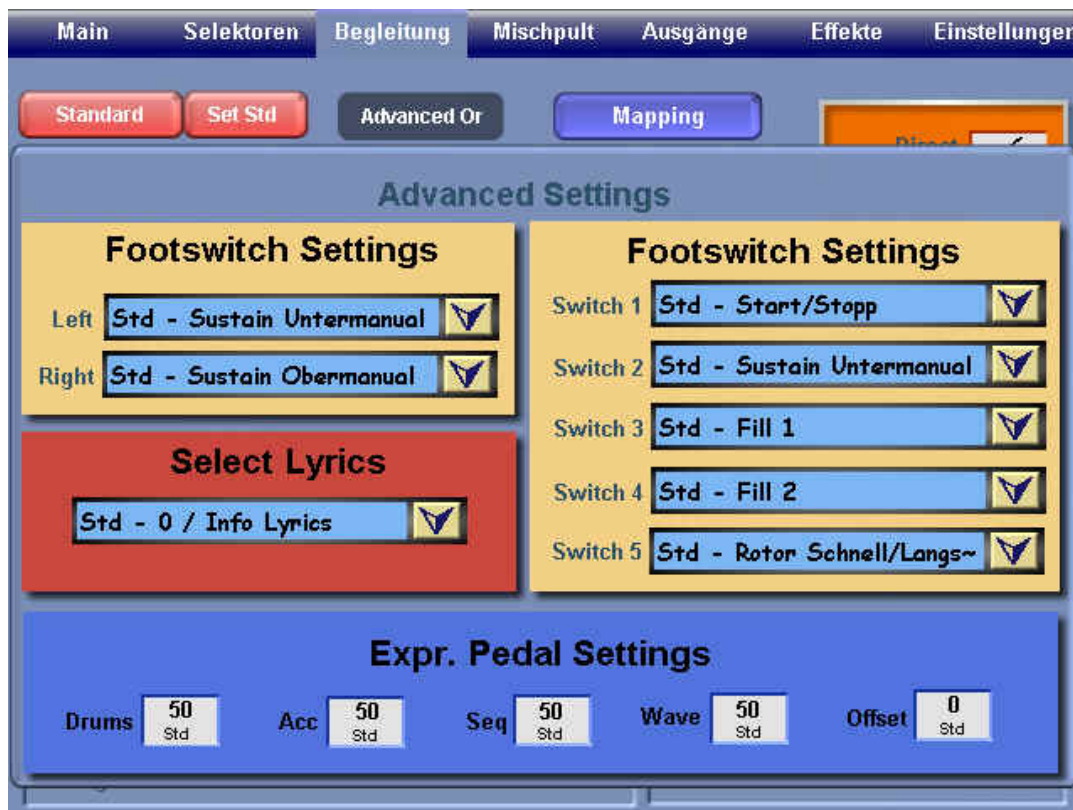 Main Selektoren Begleitung Mischpult Ausgänge Effekte Einstellunger
Standard Set Std Advanced Or Mapping
Advanced Settings
Footswitch Settings
Left Std - Sustain Untermanual
Right Std - Sustain Obermanual
Select Lyrics
Std - 0 / Info Lyrics
Footswitch Settings
Switch 1 Std - Start/Stopp
Switch 2 Std - Sustain Untermanual
Switch 3 Std - Fill 1
Switch 4 Std - Fill 2
Switch 5 Std - Rotor Schnell/Langs~
Expr. Pedal Settings
Drums 50 Acc 50 Seq 50 Wave 50 Offset 0
Std Std Std Std Std